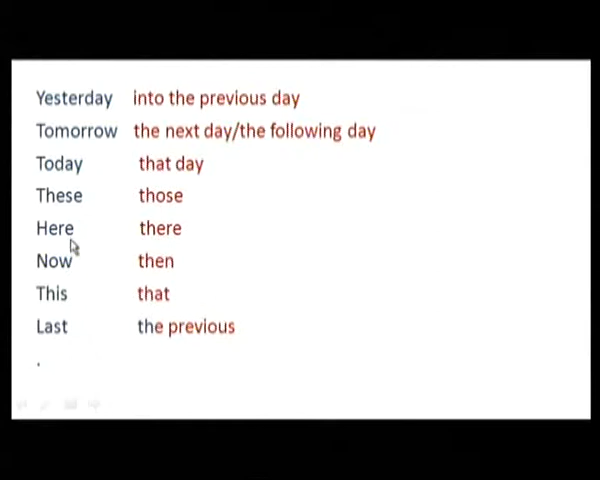 Yesterday into the previous day
Tomorrow the next day/the following day
Today that day
These those
Here there
Now then
This that
Last the previous
.